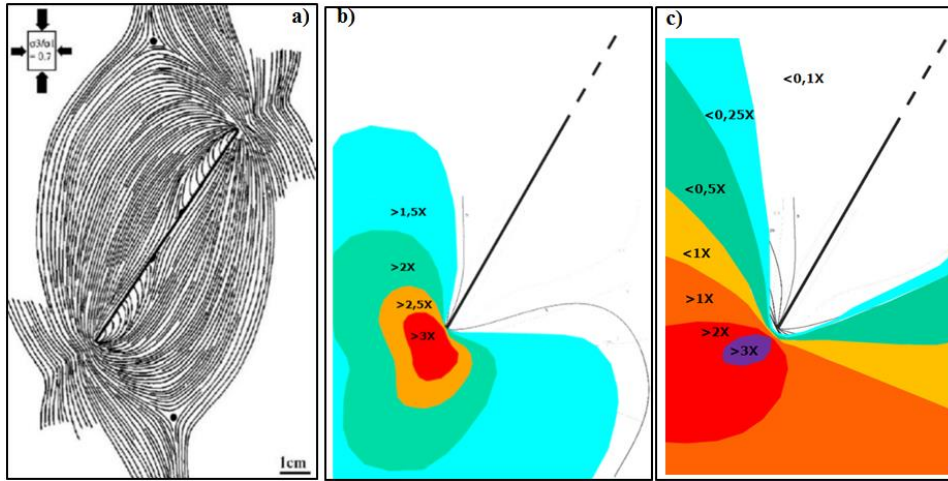 a)
σ3/σ1
= 0.7
1cm
b)
>1,5X
>2X
>2,5X
>3X
c)
<0,1X
<0,25X
<0,5X
<1X
>1X
>2X
>3X